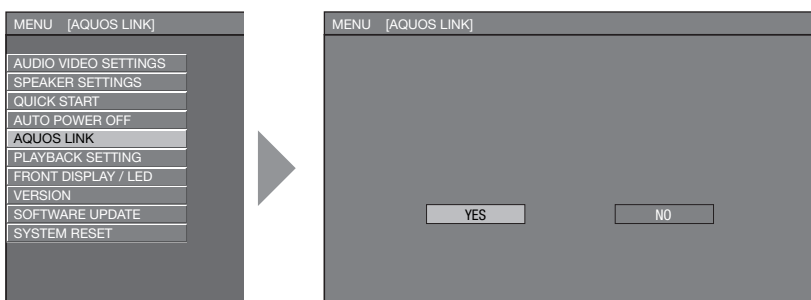 MENU [AQUOS LINK]
AUDIO VIDEO SETTINGS
SPEAKER SETTINGS
QUICK START
AUTO POWER OFF
AQUOS LINK
PLAYBACK SETTING
FRONT DISPLAY / LED
VERSION
SOFTWARE UPDATE
SYSTEM RESET
MENU [AQUOS LINK]
YES NO